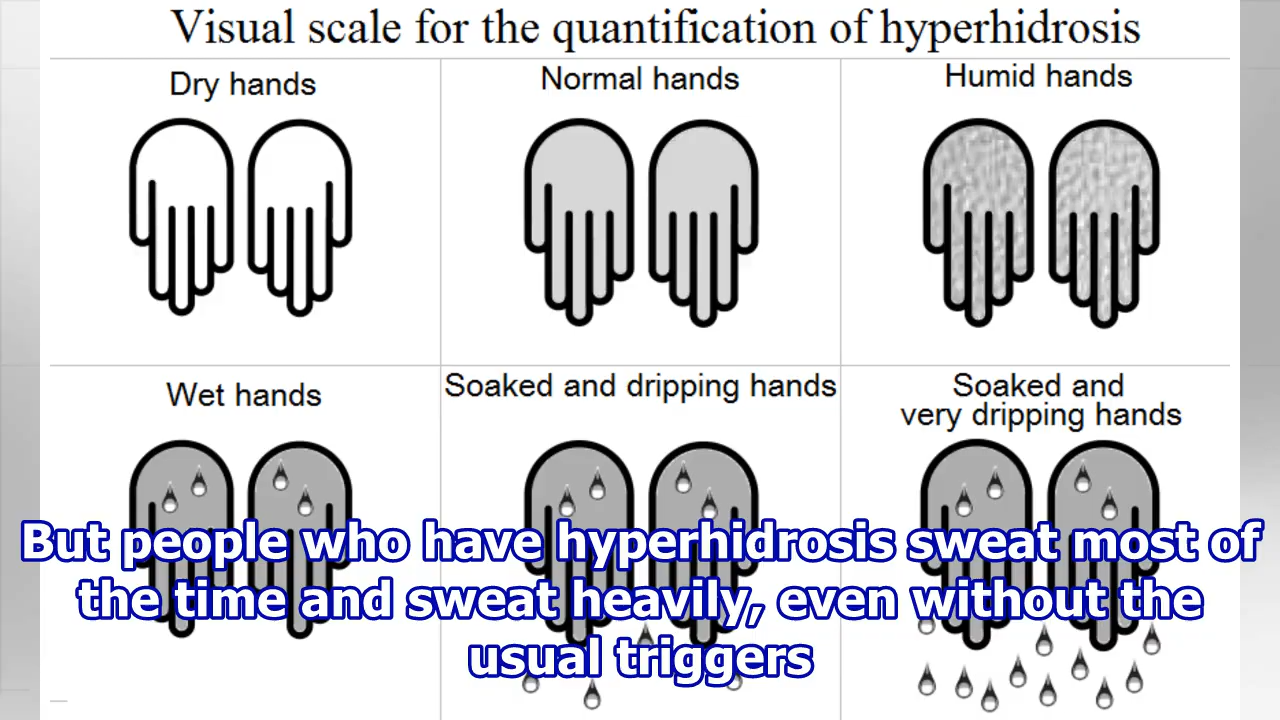 Visual scale for the quantification of hyperhidrosis
Dry hands
Normal hands
Humid hands
Wet hands
Soaked and dripping hands
Soaked and
very dripping hands
But people who have hyperhidrosis sweat most of
the time and sweat heavily, even without the
usual triggers